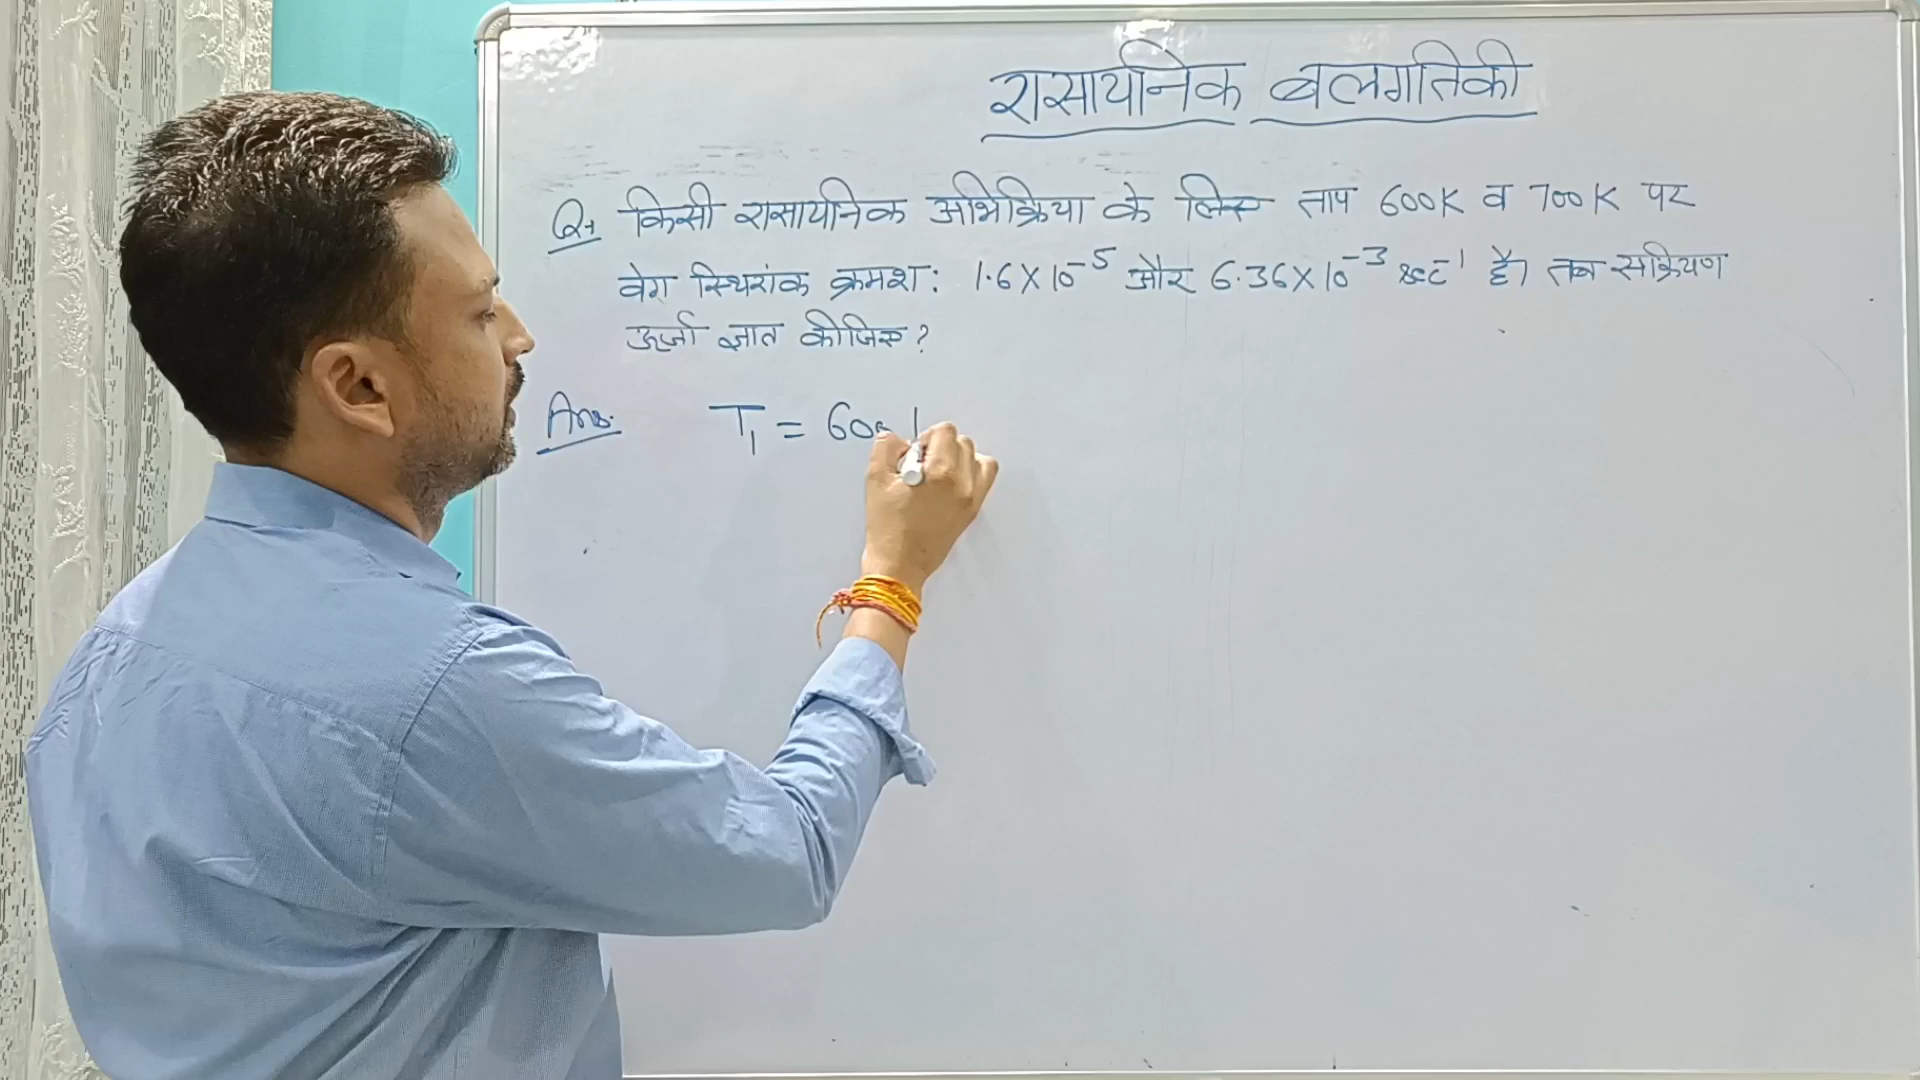 रासायनिक बलगतिकी
Q→ किसी रासायनिक अभिक्रिया के लिए ताप 600K व 700K पर
वेग स्थिरांक क्रमश: 1.6×10⁻⁵ और 6.36×10⁻³ sec⁻¹ है। तब सक्रियण
ऊर्जा ज्ञात कीजिए?
Ans. T₁ = 600